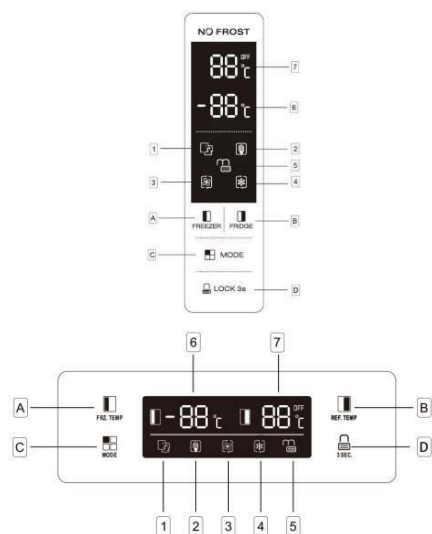 NO FROST
88 OFF °C
7
-88 °C
6
1
2
5
3
4
A
FREEZER
FRIDGE
B
C
MODE
LOCK 3s
D
6
7
A
FRZ. TEMP
-88 °C
88 OFF °C
REF. TEMP
B
C
MODE
3 SEC.
D
1
2
3
4
5